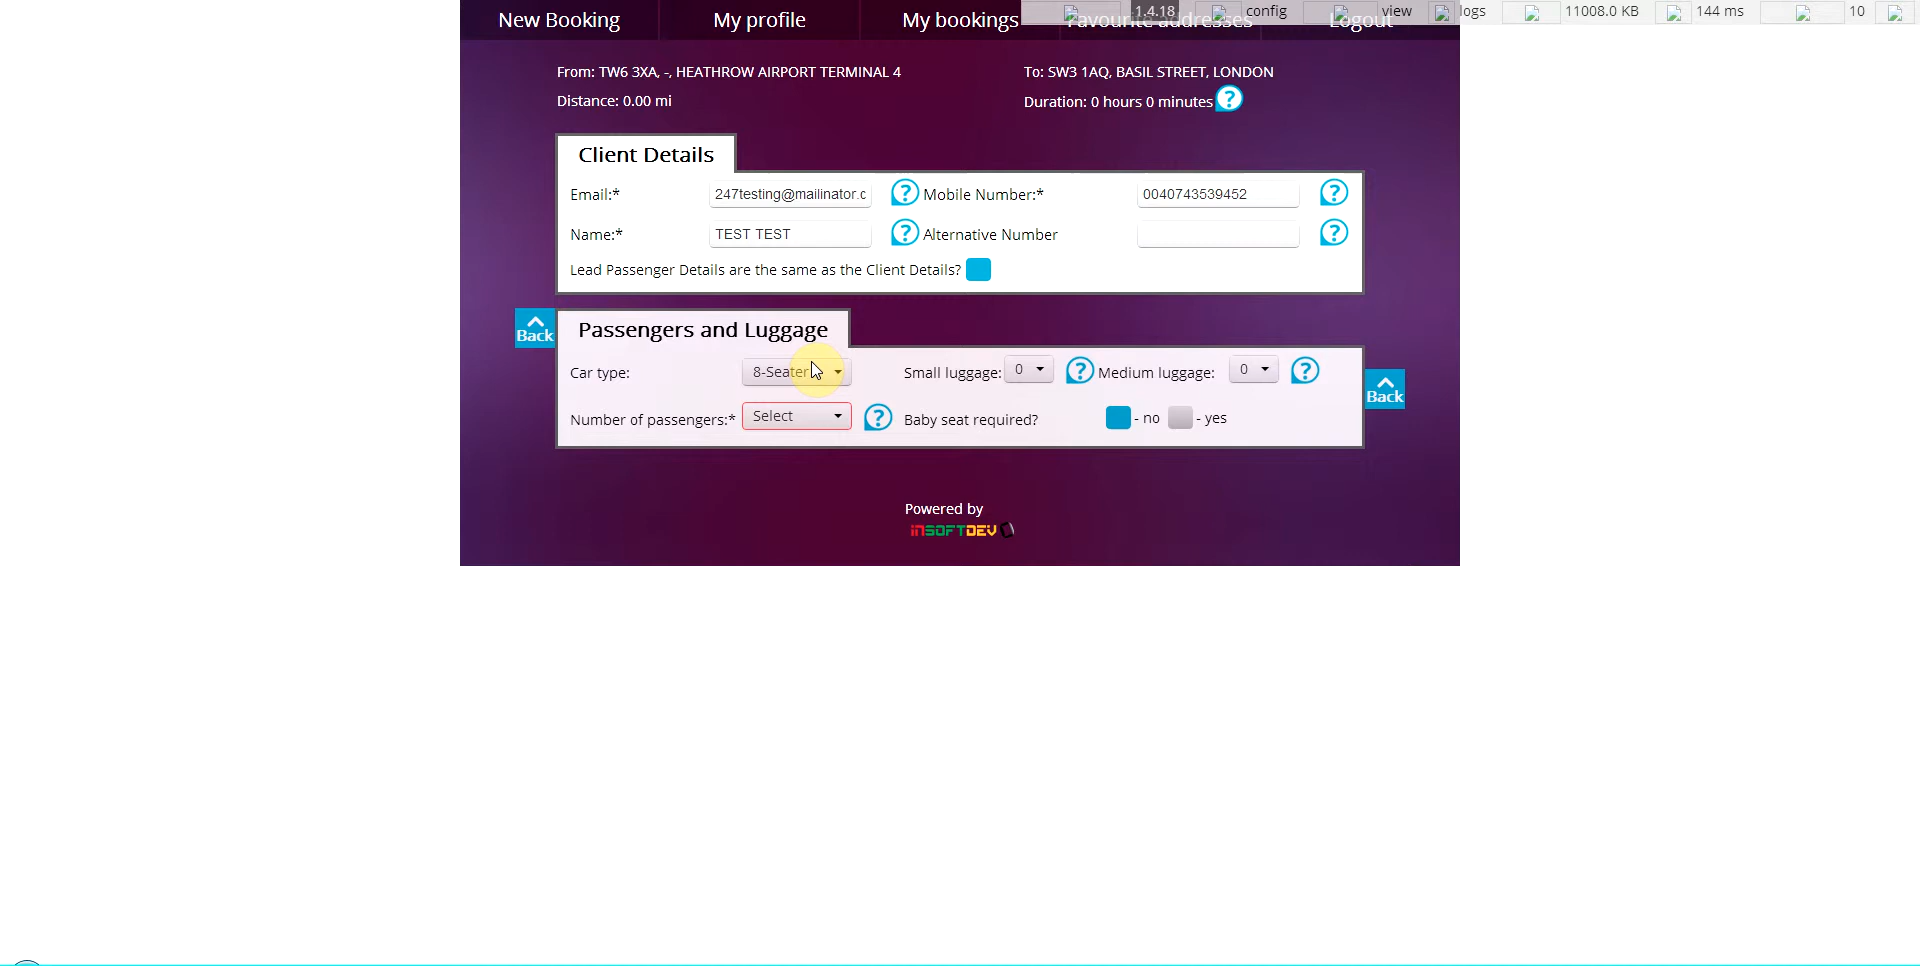 New Booking My profile My bookings Favourite addresses Logout
1.4.18 config view logs 11008.0 KB 144 ms 10
From: TW6 3XA, -, HEATHROW AIRPORT TERMINAL 4 To: SW3 1AQ, BASIL STREET, LONDON
Distance: 0.00 mi Duration: 0 hours 0 minutes ?
Client Details
Email:* 247testing@mailinator.c ? Mobile Number:* 0040743539452 ?
Name:* TEST TEST ? Alternative Number ?
Lead Passenger Details are the same as the Client Details?
Back Passengers and Luggage
Car type: 8-Seater Small luggage: 0 ? Medium luggage: 0 ?
Back
Number of passengers:* Select ? Baby seat required? - no - yes
Powered by
INSOFTDEV